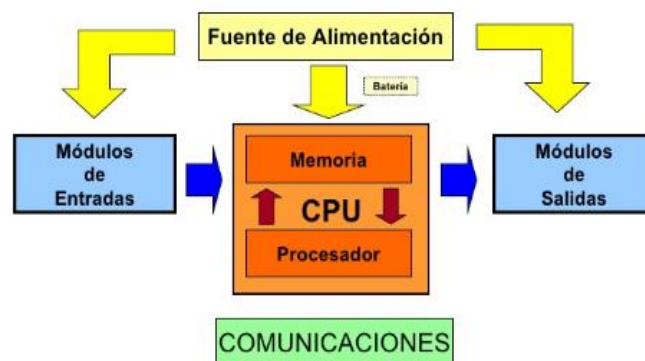 Fuente de Alimentación
Batería
Módulos
de
Entradas
Memoria
CPU
Procesador
Módulos
de
Salidas
COMUNICACIONES